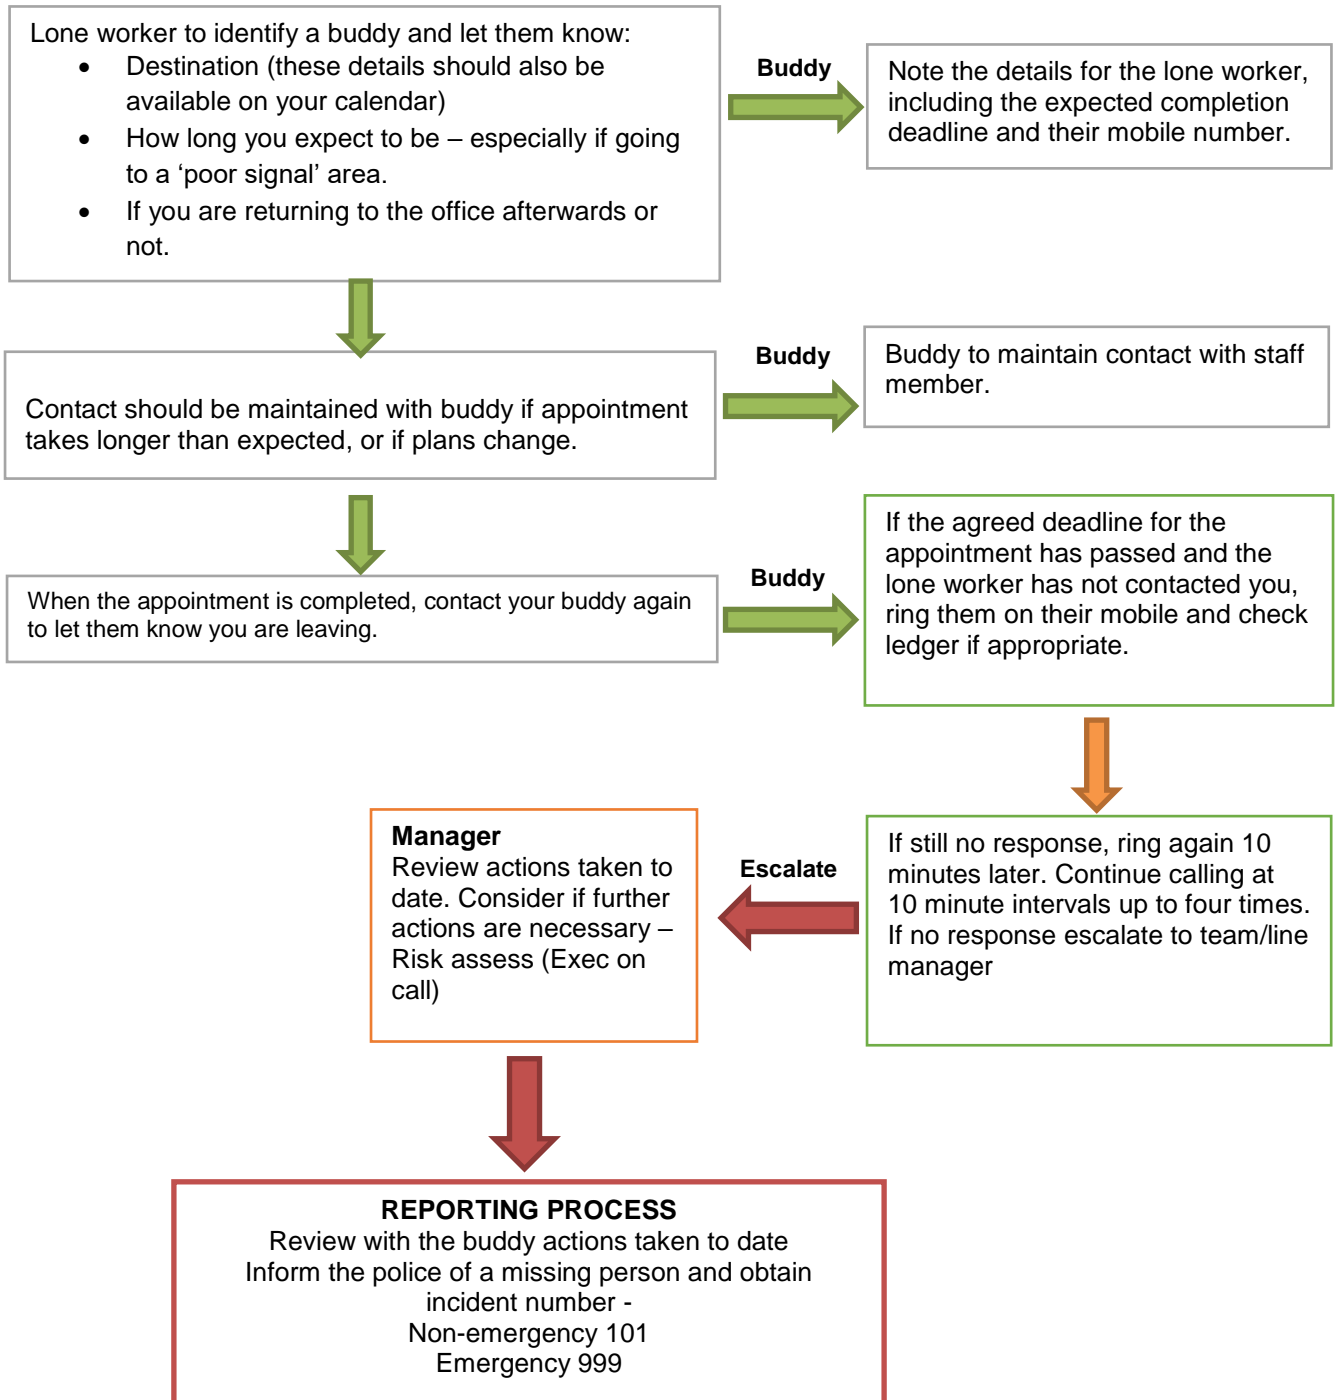 Lone worker to identify a buddy and let them know:
• Destination (these details should also be
available on your calendar)
• How long you expect to be – especially if going
to a ‘poor signal’ area.
• If you are returning to the office afterwards or
not.
Buddy
Note the details for the lone worker,
including the expected completion
deadline and their mobile number.
Contact should be maintained with buddy if appointment
takes longer than expected, or if plans change.
Buddy
Buddy to maintain contact with staff
member.
When the appointment is completed, contact your buddy again
to let them know you are leaving.
Buddy
If the agreed deadline for the
appointment has passed and the
lone worker has not contacted you,
ring them on their mobile and check
ledger if appropriate.
If still no response, ring again 10
minutes later. Continue calling at
10 minute intervals up to four times.
If no response escalate to team/line
manager
Escalate
Manager
Review actions taken to
date. Consider if further
actions are necessary –
Risk assess (Exec on
call)
REPORTING PROCESS
Review with the buddy actions taken to date
Inform the police of a missing person and obtain
incident number -
Non-emergency 101
Emergency 999